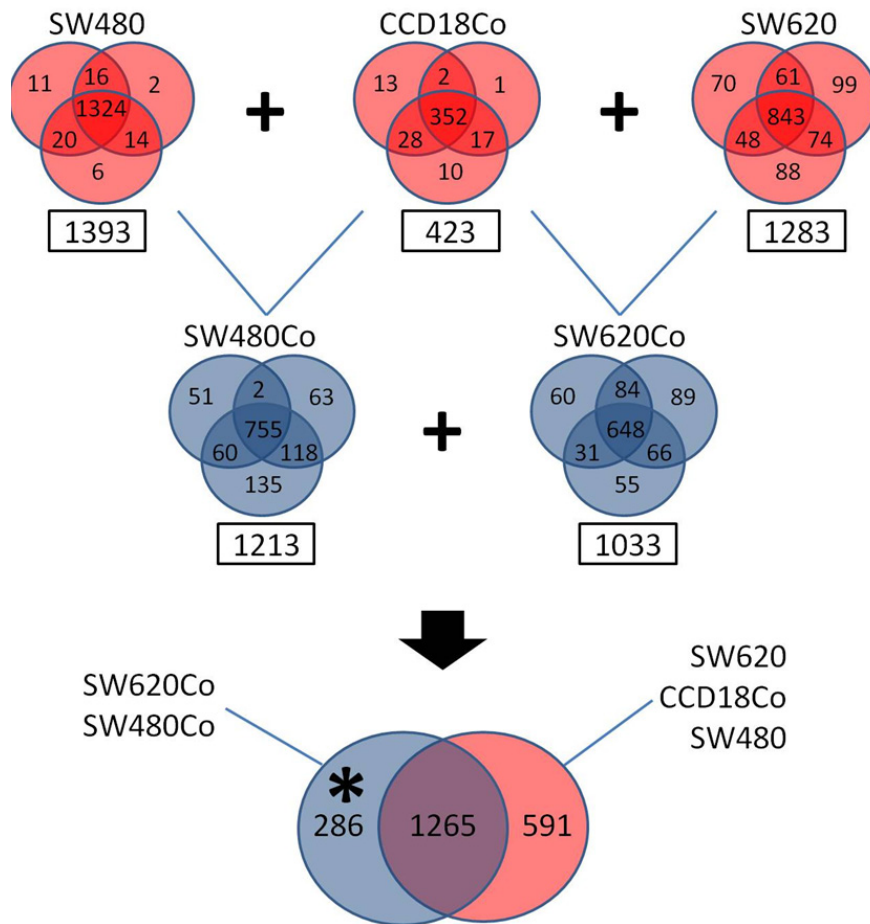 SW480 CCD18Co SW620
11 16 2 13 2 1 70 61 99
1324 352 843
20 14 28 17 48 74
6 10 88
1393 423 1283
+ +
SW480Co SW620Co
51 2 63 60 84 89
755 648
60 118 31 66
135 55
1213 1033
+
SW620Co
SW480Co
SW620
CCD18Co
SW480
*
286 1265 591